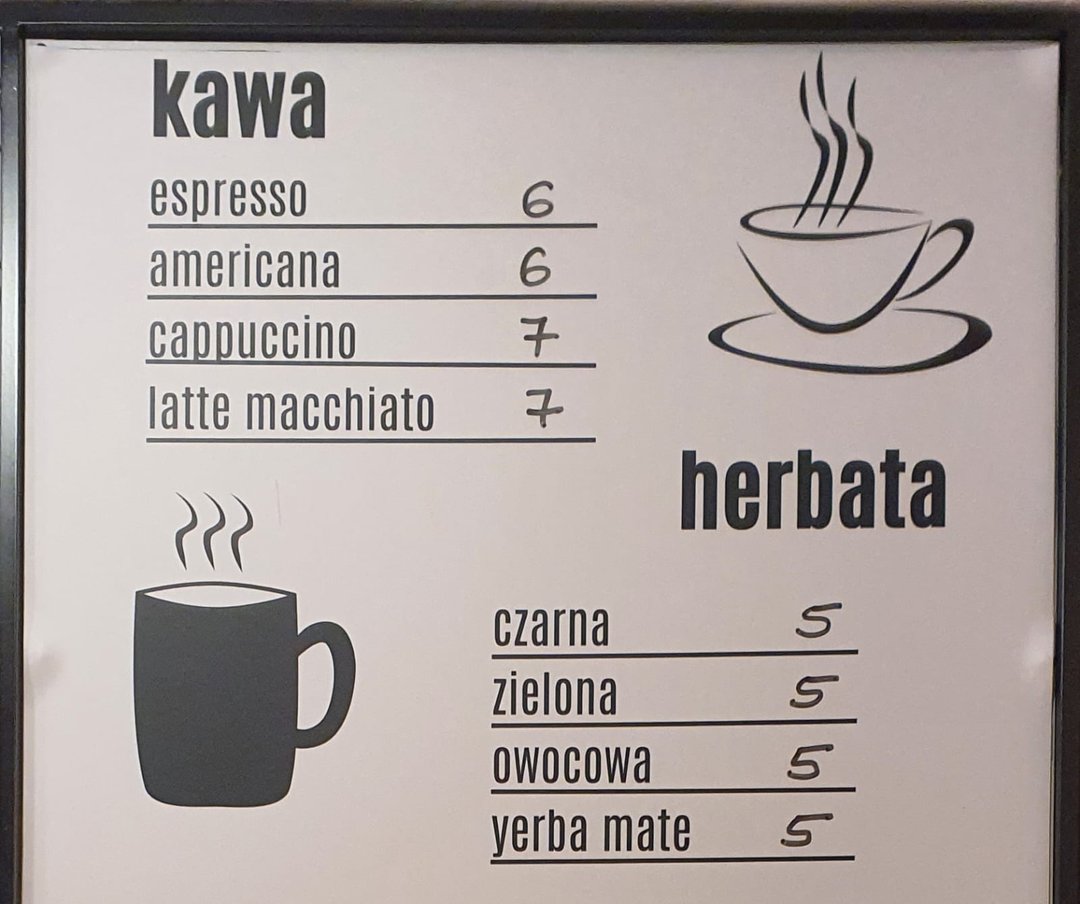 kawa
espresso 6
americana 6
cappuccino 7
latte macchiato 7
herbata
czarna 5
zielona 5
owocowa 5
yerba mate 5